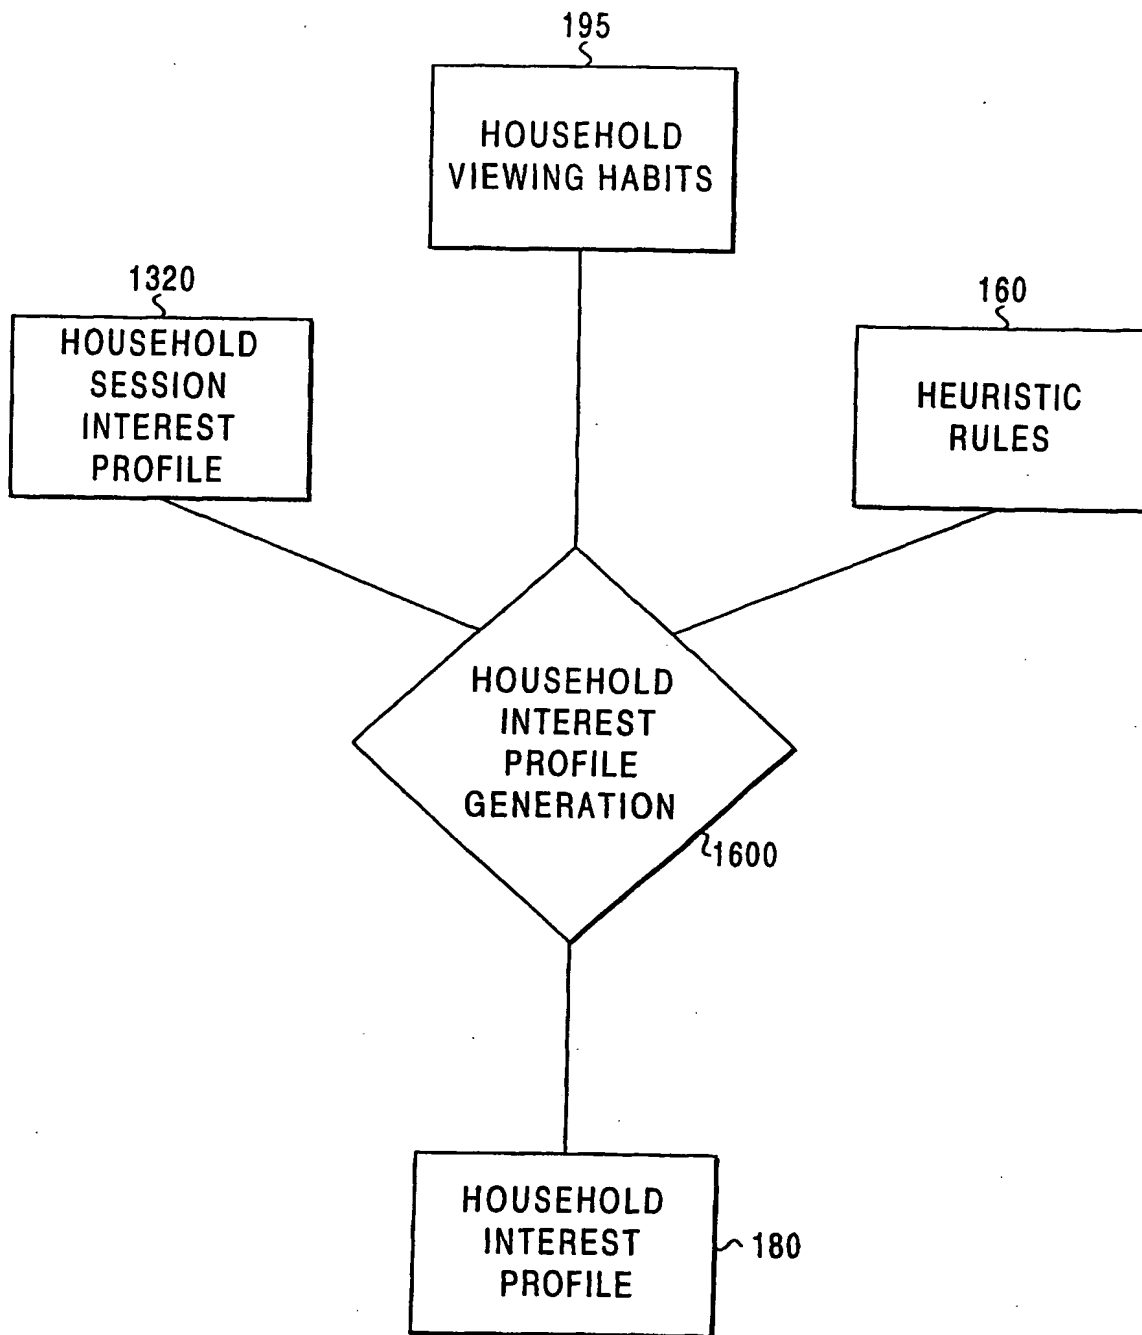 195
HOUSEHOLD
VIEWING HABITS
1320
HOUSEHOLD
SESSION
INTEREST
PROFILE
160
HEURISTIC
RULES
HOUSEHOLD
INTEREST
PROFILE
GENERATION
1600
HOUSEHOLD
INTEREST
PROFILE
180